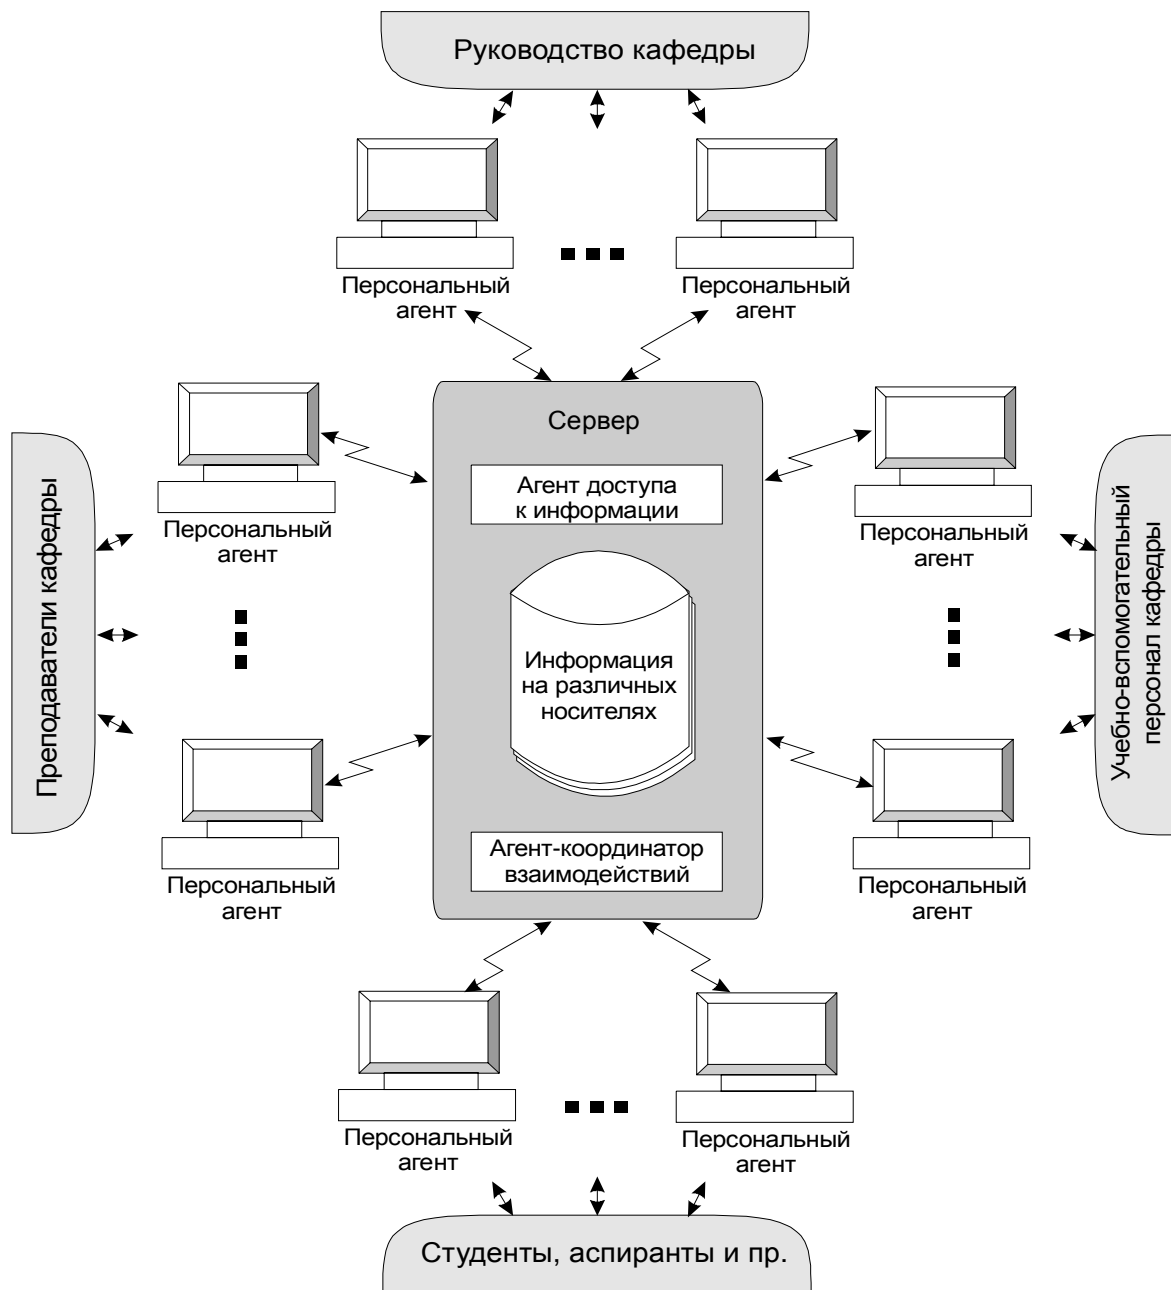 Руководство кафедры
Персональный
агент
Персональный
агент
Сервер
Агент доступа
к информации
Персональный
агент
Персональный
агент
Преподаватели кафедры
Учебно-вспомогательный
персонал кафедры
Информация
на различных
носителях
Агент-координатор
взаимодействий
Персональный
агент
Персональный
агент
Персональный
агент
Персональный
агент
Студенты, аспиранты и пр.